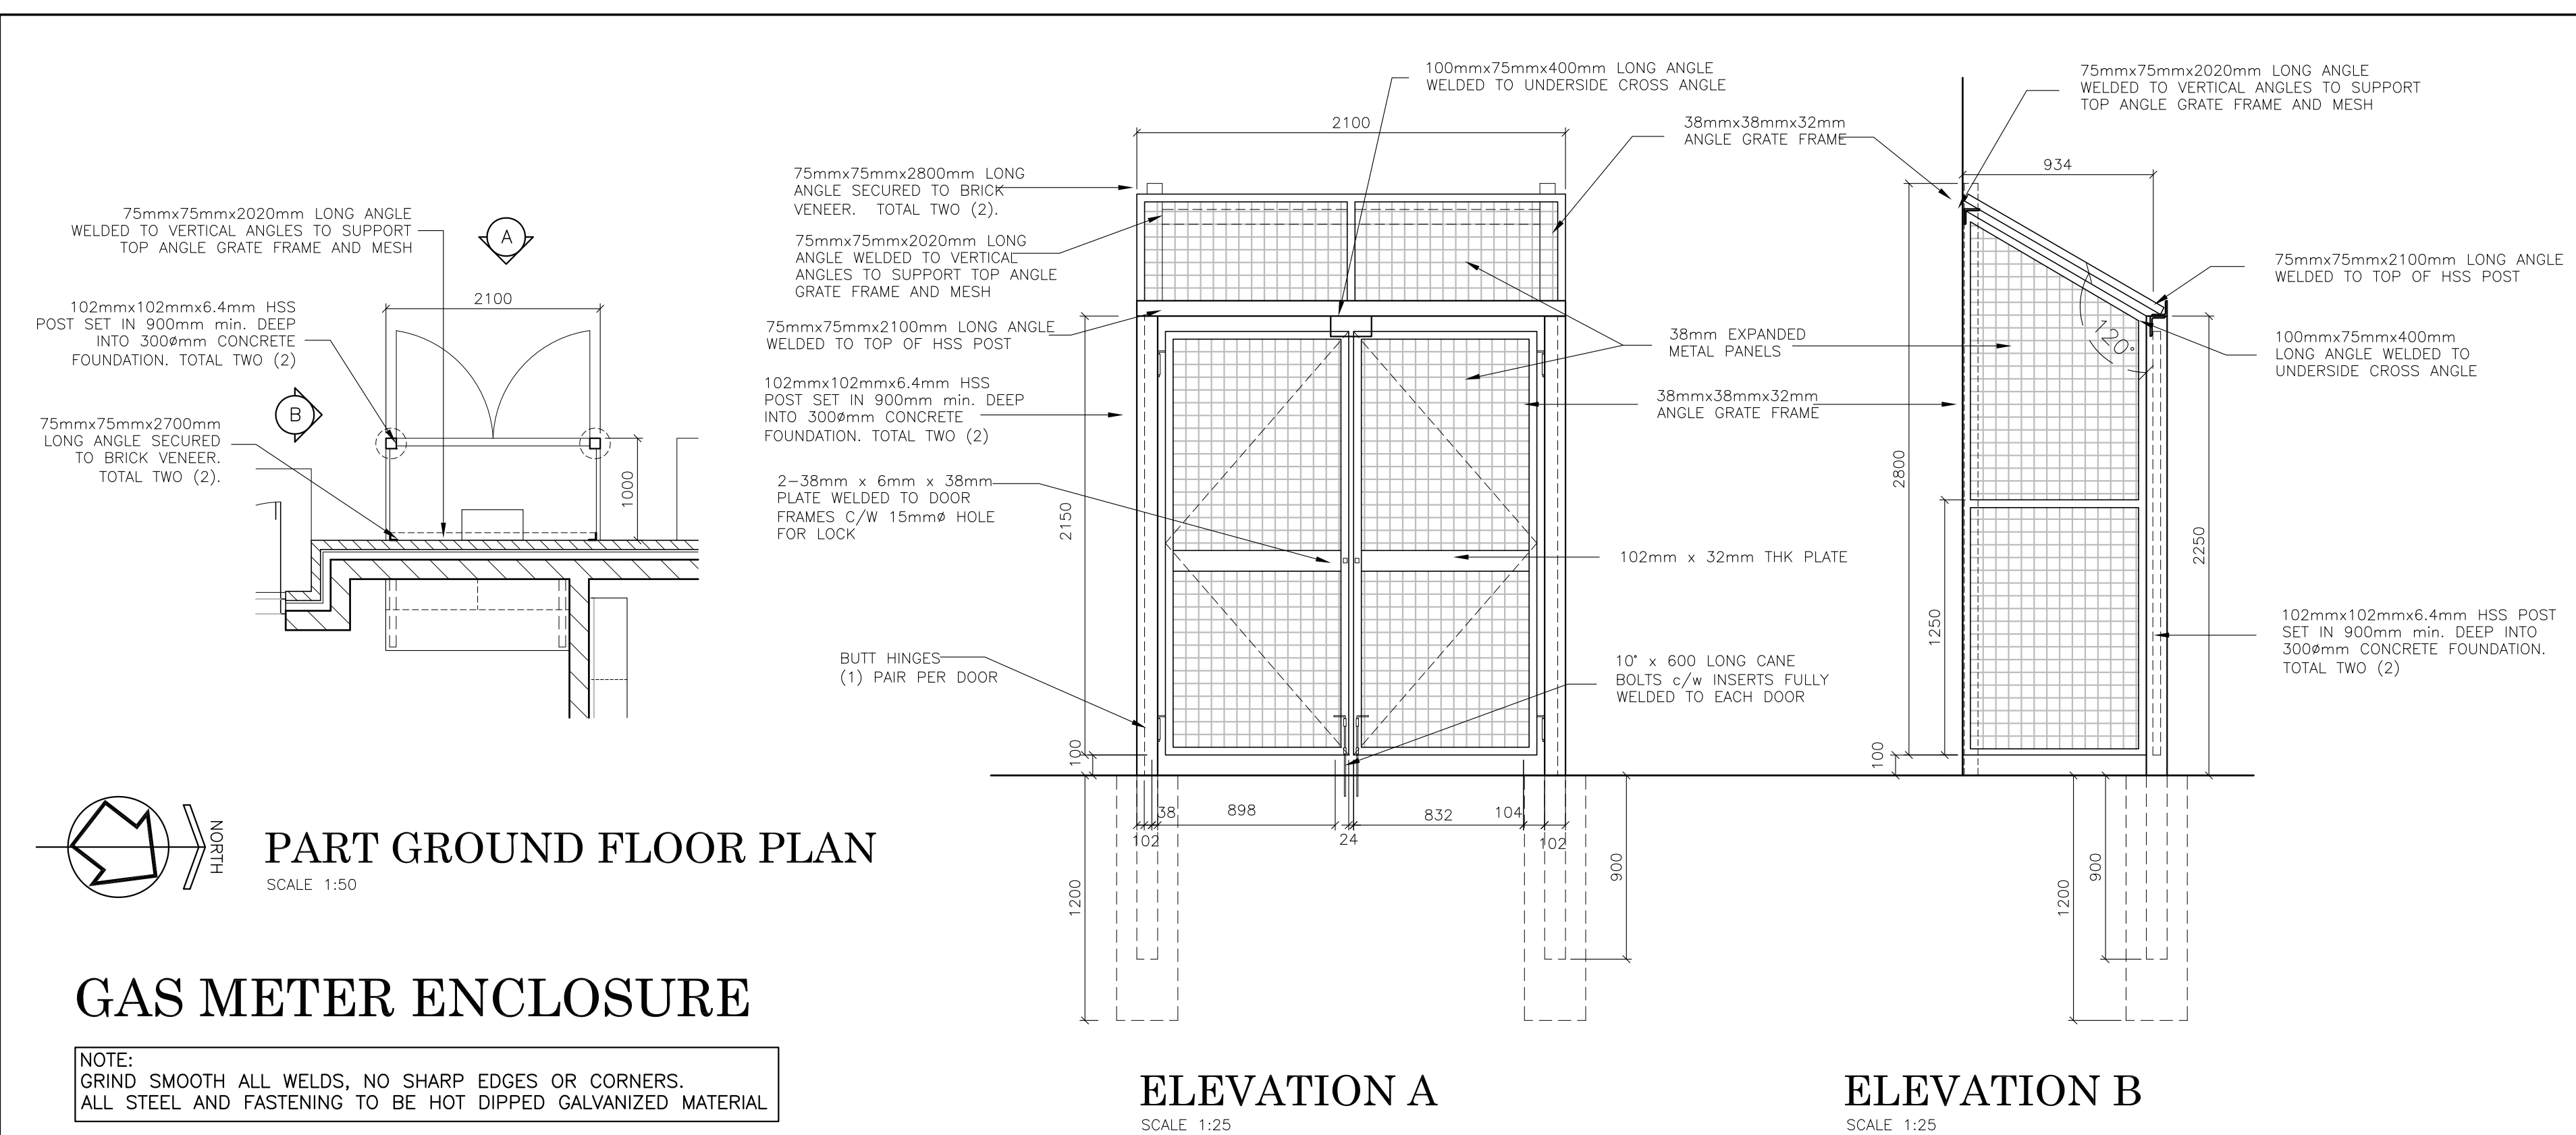 75mmx75mmx2020mm LONG ANGLE
WELDED TO VERTICAL ANGLES TO SUPPORT
TOP ANGLE GRATE FRAME AND MESH
A
2100
102mmx102mmx6.4mm HSS
POST SET IN 900mm min. DEEP
INTO 300ømm CONCRETE
FOUNDATION. TOTAL TWO (2)
B
75mmx75mmx2700mm
LONG ANGLE SECURED
TO BRICK VENEER.
TOTAL TWO (2).
1000
NORTH
PART GROUND FLOOR PLAN
SCALE 1:50
GAS METER ENCLOSURE
NOTE:
GRIND SMOOTH ALL WELDS, NO SHARP EDGES OR CORNERS.
ALL STEEL AND FASTENING TO BE HOT DIPPED GALVANIZED MATERIAL
100mmx75mmx400mm LONG ANGLE
WELDED TO UNDERSIDE CROSS ANGLE
2100
38mmx38mmx32mm
ANGLE GRATE FRAME
75mmx75mmx2800mm LONG
ANGLE SECURED TO BRICK
VENEER. TOTAL TWO (2).
75mmx75mmx2020mm LONG
ANGLE WELDED TO VERTICAL
ANGLES TO SUPPORT TOP ANGLE
GRATE FRAME AND MESH
75mmx75mmx2100mm LONG ANGLE
WELDED TO TOP OF HSS POST
102mmx102mmx6.4mm HSS
POST SET IN 900mm min. DEEP
INTO 300ømm CONCRETE
FOUNDATION. TOTAL TWO (2)
2-38mm x 6mm x 38mm
PLATE WELDED TO DOOR
FRAMES C/W 15mmø HOLE
FOR LOCK
2150
BUTT HINGES
(1) PAIR PER DOOR
100
38mm EXPANDED
METAL PANELS
38mmx38mmx32mm
ANGLE GRATE FRAME
102mm x 32mm THK PLATE
10" x 600 LONG CANE
BOLTS c/w INSERTS FULLY
WELDED TO EACH DOOR
38
898
832
104
102
24
102
1200
900
ELEVATION A
SCALE 1:25
75mmx75mmx2020mm LONG ANGLE
WELDED TO VERTICAL ANGLES TO SUPPORT
TOP ANGLE GRATE FRAME AND MESH
934
75mmx75mmx2100mm LONG ANGLE
WELDED TO TOP OF HSS POST
120°
100mmx75mmx400mm
LONG ANGLE WELDED TO
UNDERSIDE CROSS ANGLE
2800
2250
1250
100
102mmx102mmx6.4mm HSS POST
SET IN 900mm min. DEEP INTO
300ømm CONCRETE FOUNDATION.
TOTAL TWO (2)
1200
900
ELEVATION B
SCALE 1:25